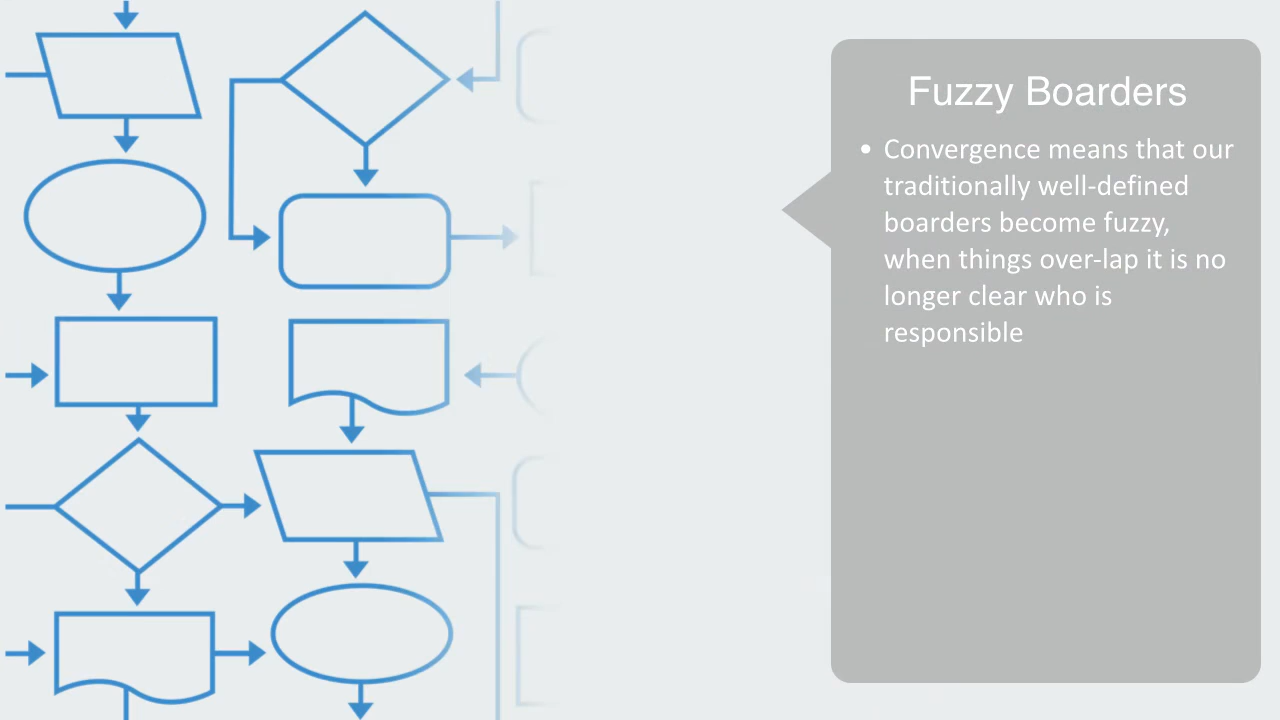 Fuzzy Boarders
• Convergence means that our
traditionally well-defined
boarders become fuzzy,
when things over-lap it is no
longer clear who is
responsible